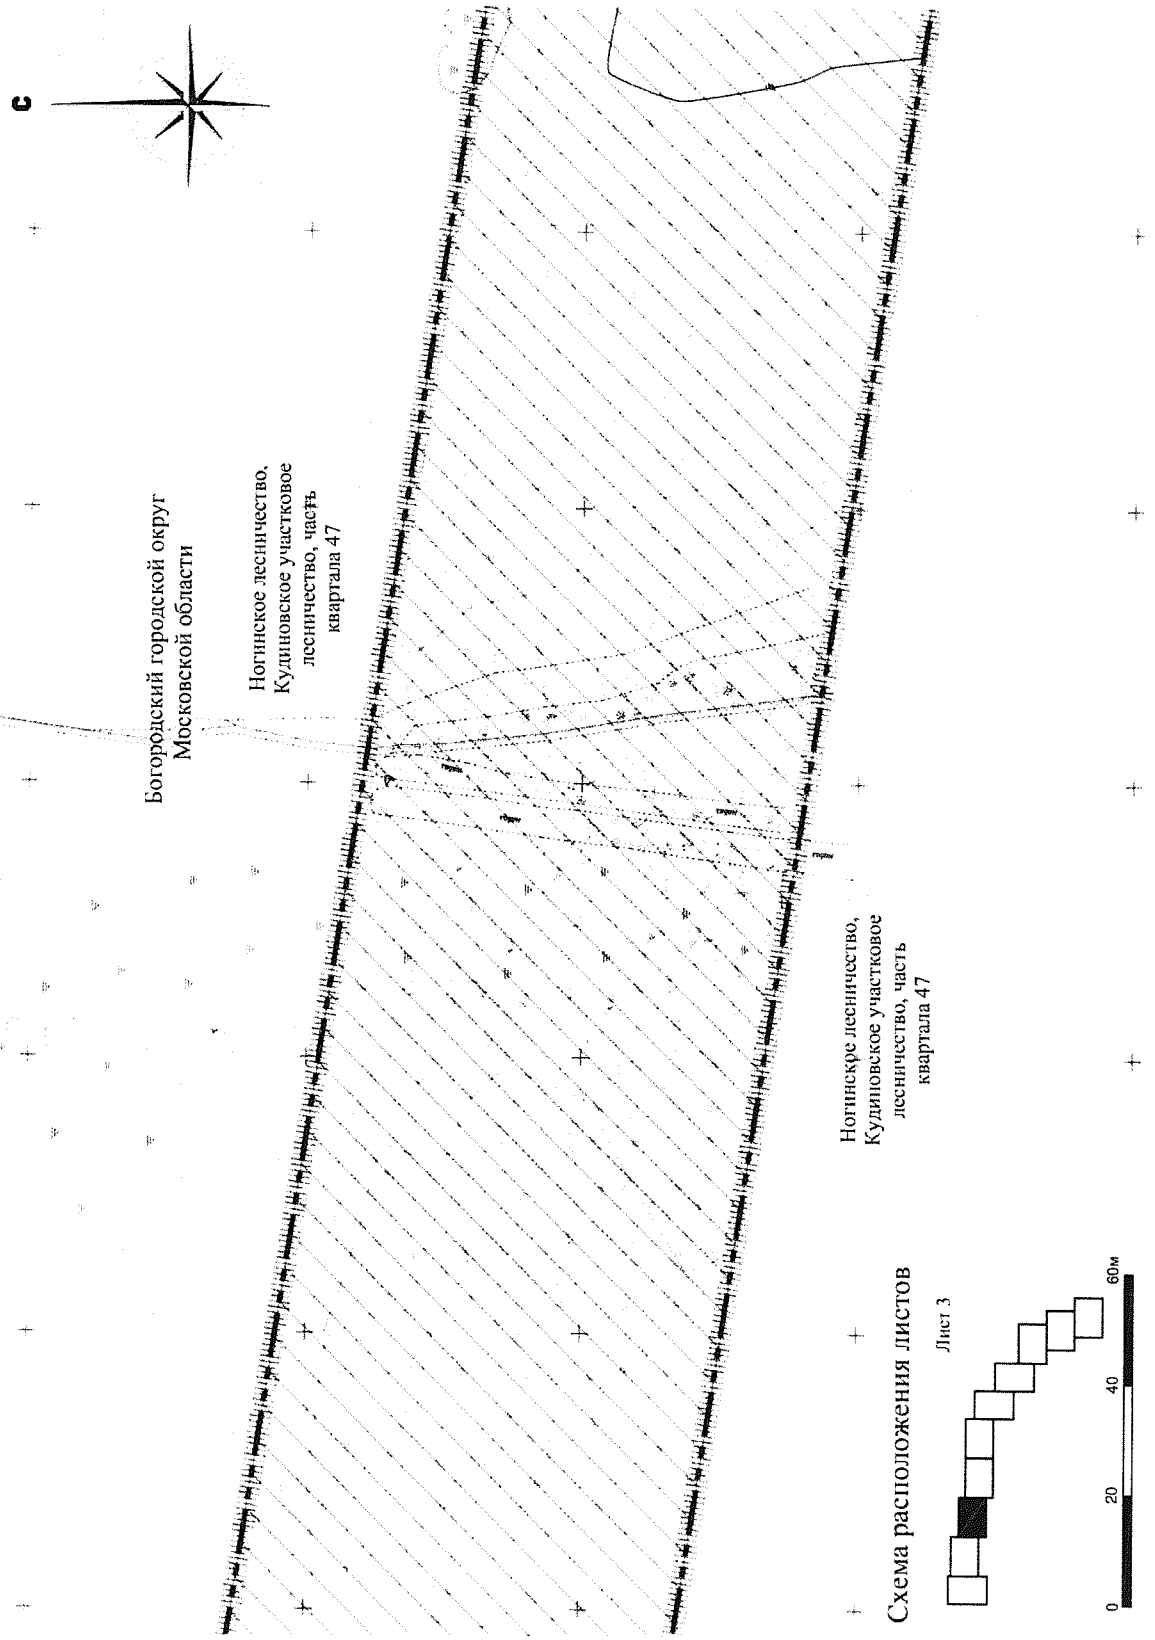 С
Богородский городской округ
Московской области
Ногинское лесничество,
Кудиновское участковое
лесничество, часть
квартала 47
Ногинское лесничество,
Кудиновское участковое
лесничество, часть
квартала 47
Схема расположения листов
Лист 3
0 20 40 60м